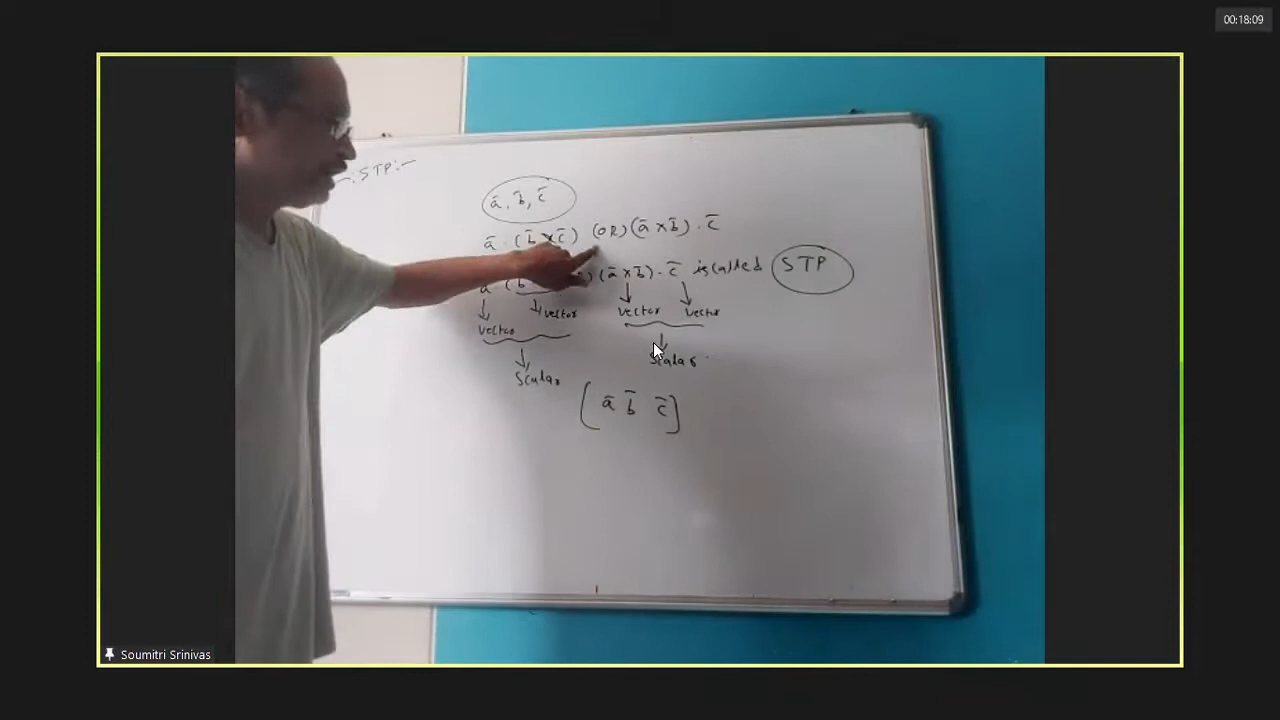 00:18:09
-:STP:-
a̅, b̅, c̅
a̅ · (b̅ × c̅) (OR) (a̅ × b̅) · c̅
a (b ) (a̅ × b̅) · c̅ is called STP
vector vector vector vector
scalar scalar
[a̅ b̅ c̅]
Soumitri Srinivas